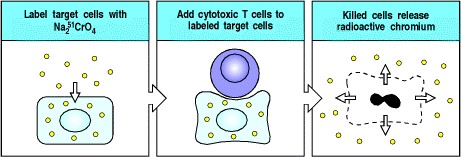 Label target cells with
Na₂⁵¹CrO₄
Add cytotoxic T cells to
labeled target cells
Killed cells release
radioactive chromium